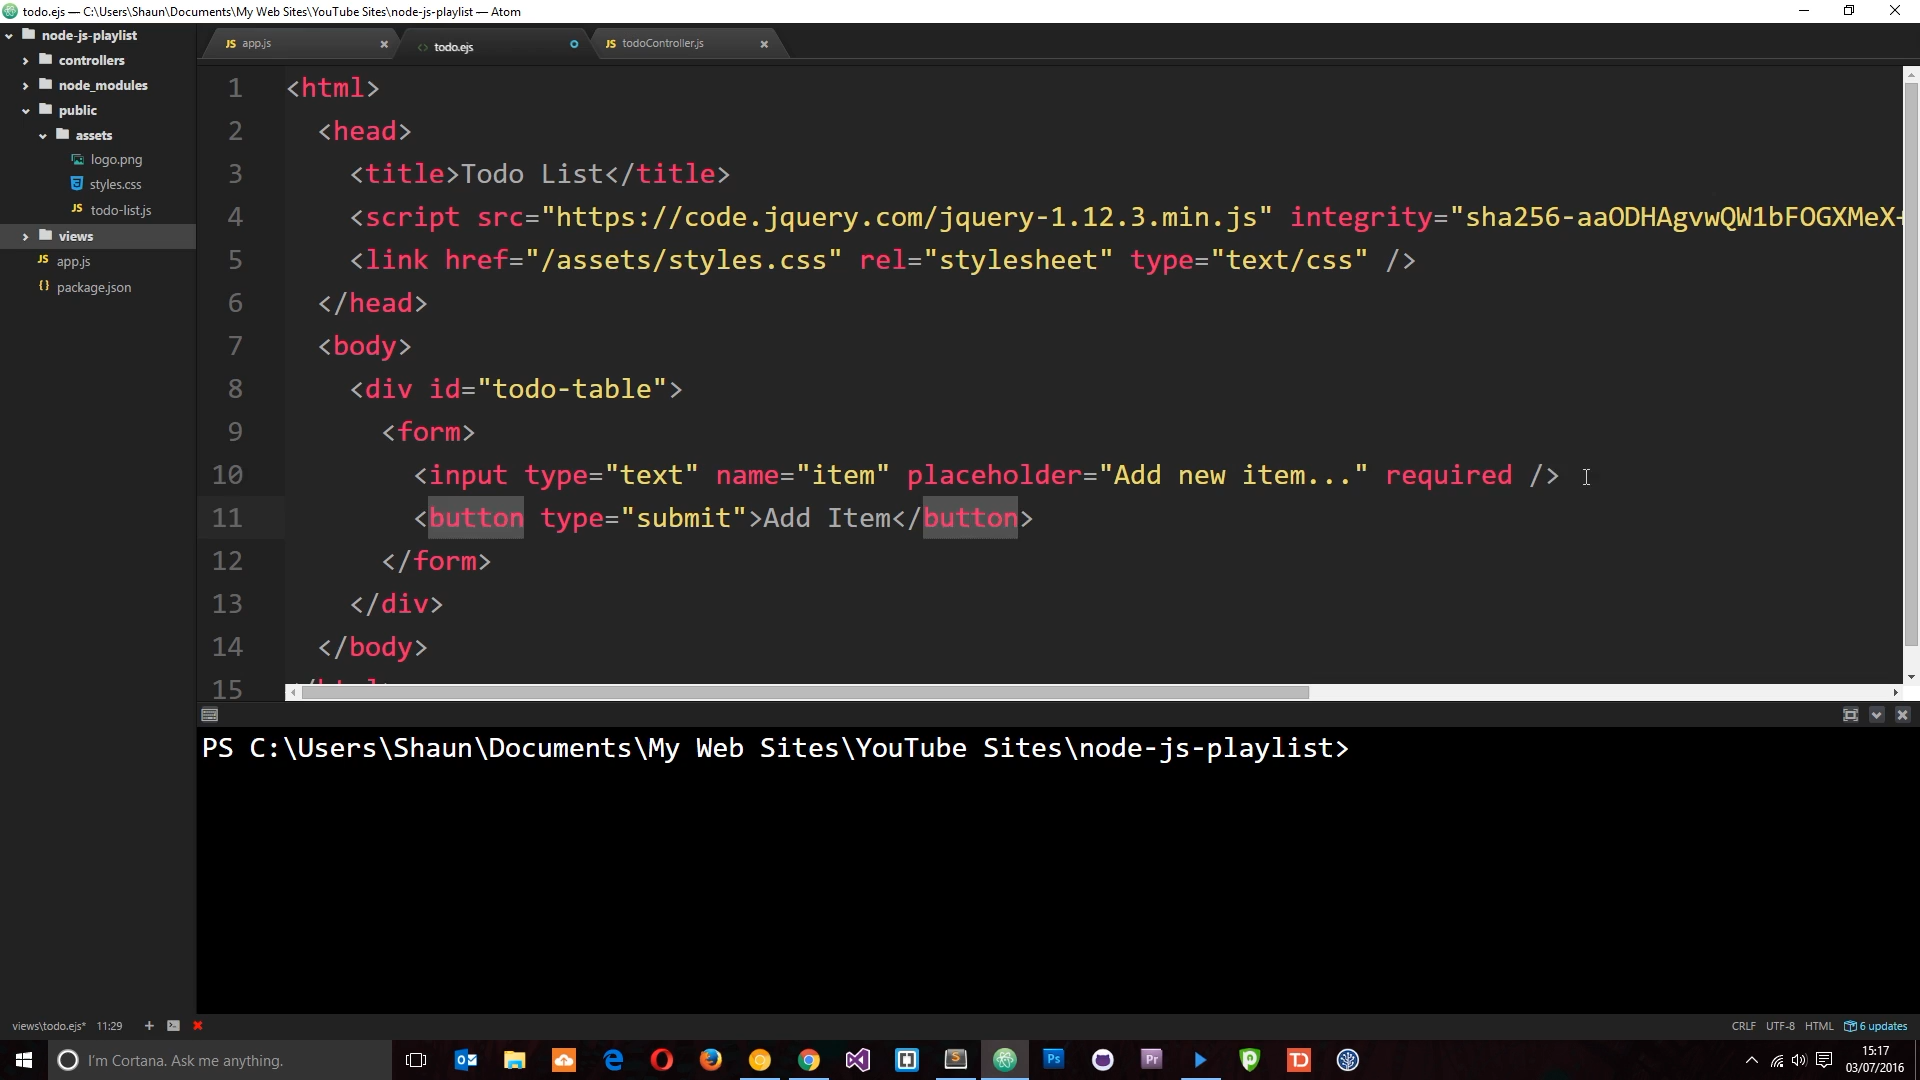 todo.ejs — C:\Users\Shaun\Documents\My Web Sites\YouTube Sites\node-js-playlist — Atom
node-js-playlist
controllers
node_modules
public
assets
logo.png
styles.css
JS todo-list.js
views
JS app.js
{} package.json
JS app.js
<> todo.ejs
JS todoController.js
1 <html>
2 <head>
3 <title>Todo List</title>
4 <script src="https://code.jquery.com/jquery-1.12.3.min.js" integrity="sha256-aaODHAgvwQW1bFOGXMeX+
5 <link href="/assets/styles.css" rel="stylesheet" type="text/css" />
6 </head>
7 <body>
8 <div id="todo-table">
9 <form>
10 <input type="text" name="item" placeholder="Add new item..." required />
11 <button type="submit">Add Item</button>
12 </form>
13 </div>
14 </body>
15
PS C:\Users\Shaun\Documents\My Web Sites\YouTube Sites\node-js-playlist>
views\todo.ejs* 11:29
CRLF UTF-8 HTML 6 updates
I'm Cortana. Ask me anything.
S
Ps
Pr
TD
15:17
03/07/2016